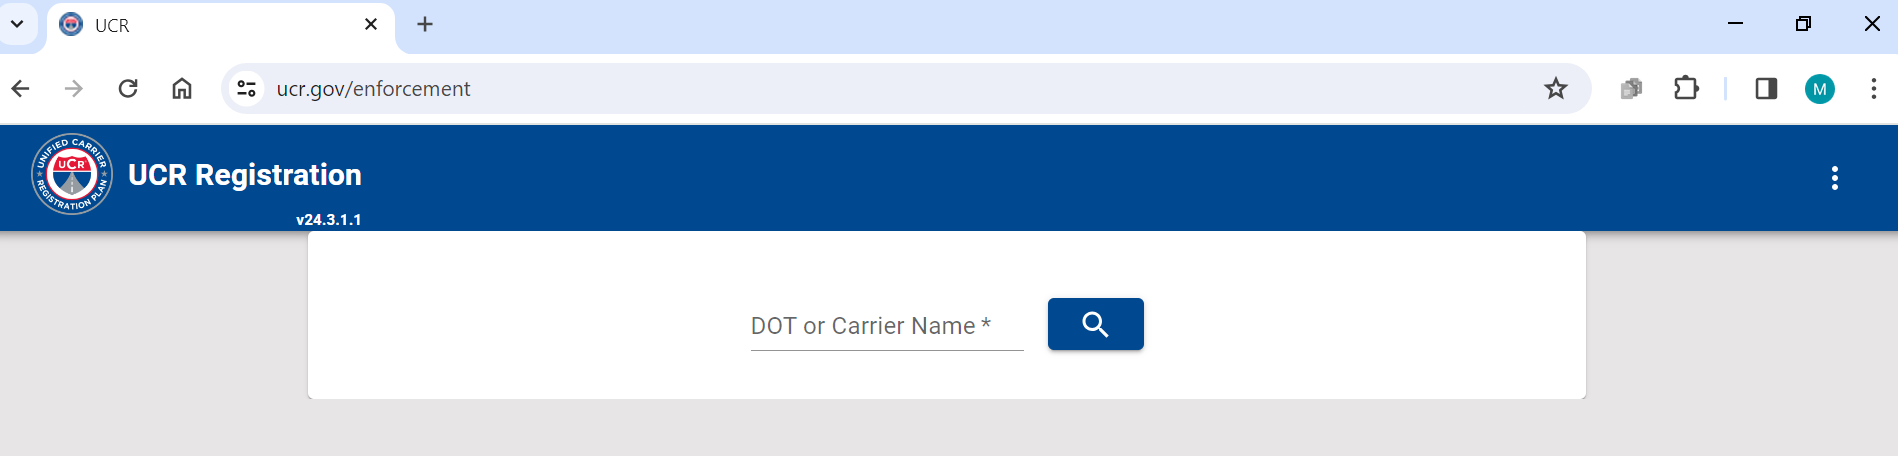 UCR
ucr.gov/enforcement
M
UNIFIED CARRIER
UCR
REGISTRATION PLAN
UCR Registration
v24.3.1.1
DOT or Carrier Name *